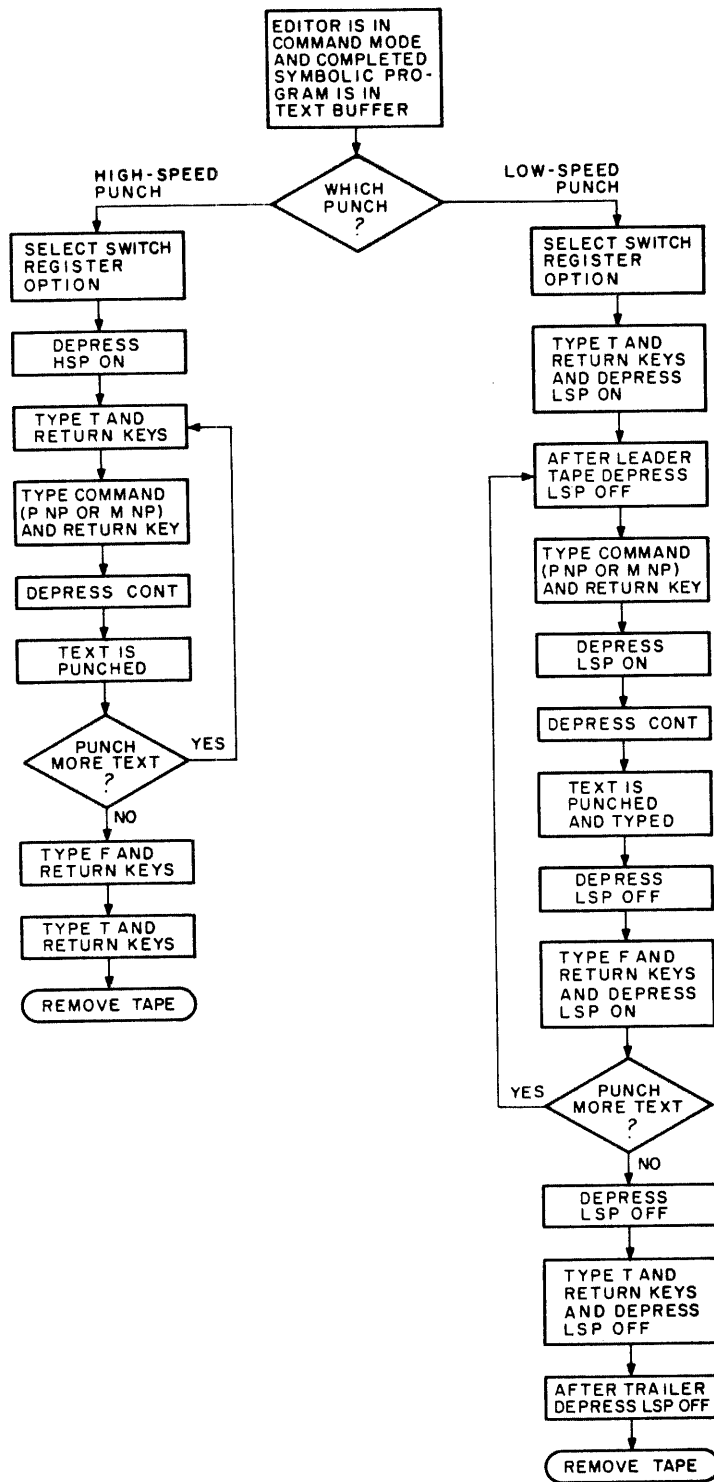 EDITOR IS IN
COMMAND MODE
AND COMPLETED
SYMBOLIC PRO-
GRAM IS IN
TEXT BUFFER
WHICH
PUNCH
?
HIGH-SPEED
PUNCH
SELECT SWITCH
REGISTER
OPTION
DEPRESS
HSP ON
TYPE T AND
RETURN KEYS
TYPE COMMAND
(P NP OR M NP)
AND RETURN KEY
DEPRESS CONT
TEXT IS
PUNCHED
PUNCH
MORE TEXT
?
YES
NO
TYPE F AND
RETURN KEYS
TYPE T AND
RETURN KEYS
REMOVE TAPE
LOW-SPEED
PUNCH
SELECT SWITCH
REGISTER
OPTION
TYPE T AND
RETURN KEYS
AND DEPRESS
LSP ON
AFTER LEADER
TAPE DEPRESS
LSP OFF
TYPE COMMAND
(P NP OR M NP)
AND RETURN KEY
DEPRESS
LSP ON
DEPRESS CONT
TEXT IS
PUNCHED
AND TYPED
DEPRESS
LSP OFF
TYPE F AND
RETURN KEYS
AND DEPRESS
LSP ON
PUNCH
MORE TEXT
?
YES
NO
DEPRESS
LSP OFF
TYPE T AND
RETURN KEYS
AND DEPRESS
LSP OFF
AFTER TRAILER
DEPRESS LSP OFF
REMOVE TAPE